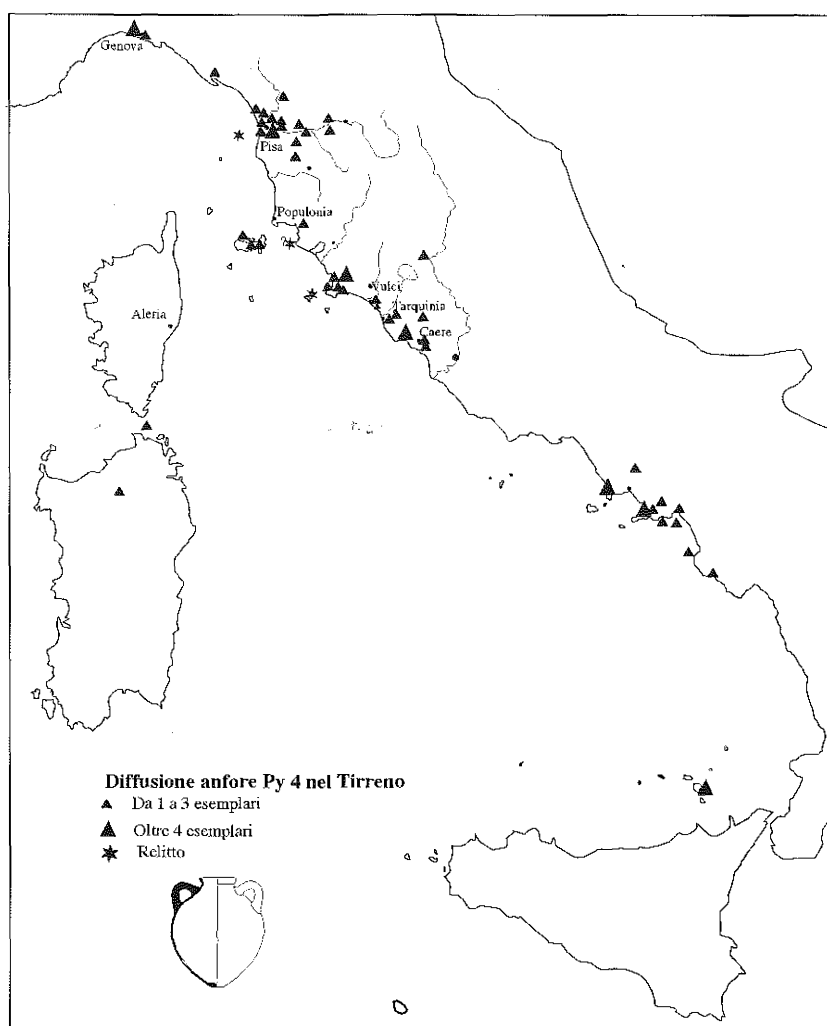 Genova
Pisa
Populonia
Vulci
Tarquinia
Aleria
Caere
Diffusione anfore Py 4 nel Tirreno
Da 1 a 3 esemplari
Oltre 4 esemplari
Relitto